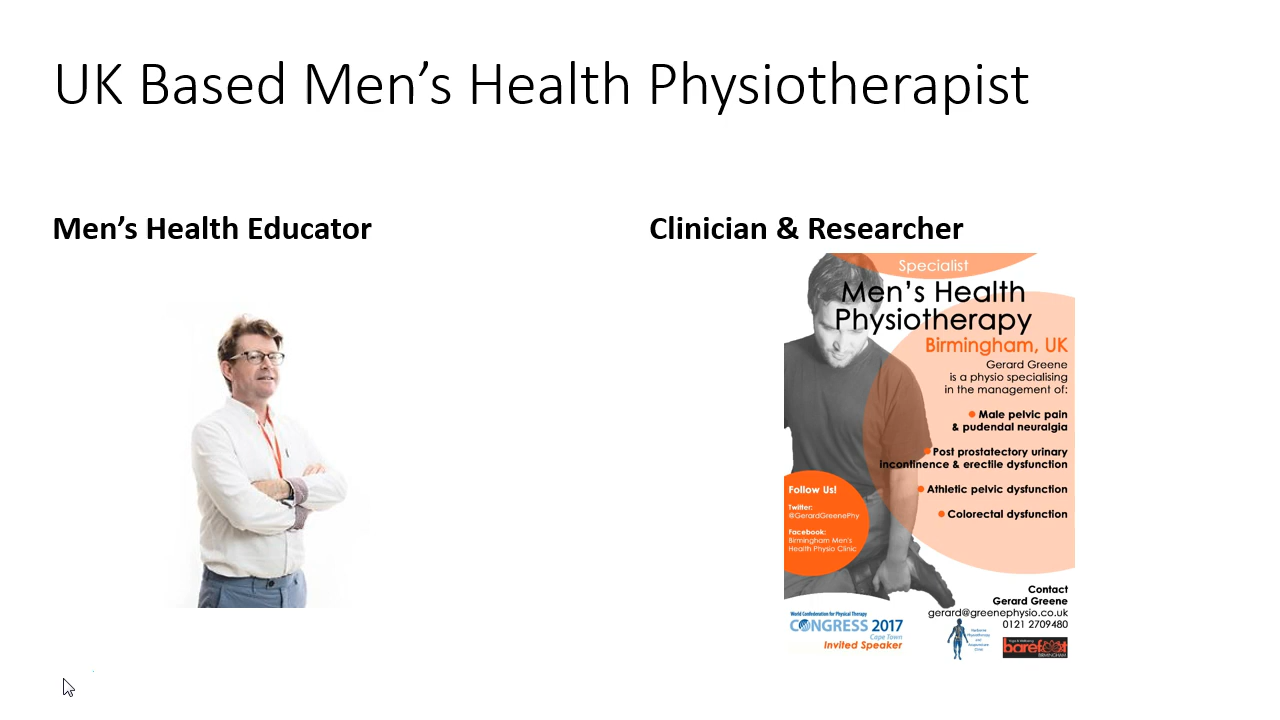 UK Based Men’s Health Physiotherapist
Men’s Health Educator
Clinician & Researcher
Specialist
Men’s Health
Physiotherapy
Birmingham, UK
Gerard Greene
is a physio specialising
in the management of:
Male pelvic pain
& pudendal neuralgia
Post prostatectory urinary
incontinence & erectile dysfunction
Athletic pelvic dysfunction
Colorectal dysfunction
Follow Us!
Twitter:
@GerardGreenePhy
Facebook:
Birmingham Men's
Health Physio Clinic
Contact
Gerard Greene
gerard@greenephysio.co.uk
0121 2709480
World Confederation for Physical Therapy
CONGRESS 2017
Cape Town
Invited Speaker
barefoot
BIRMINGHAM